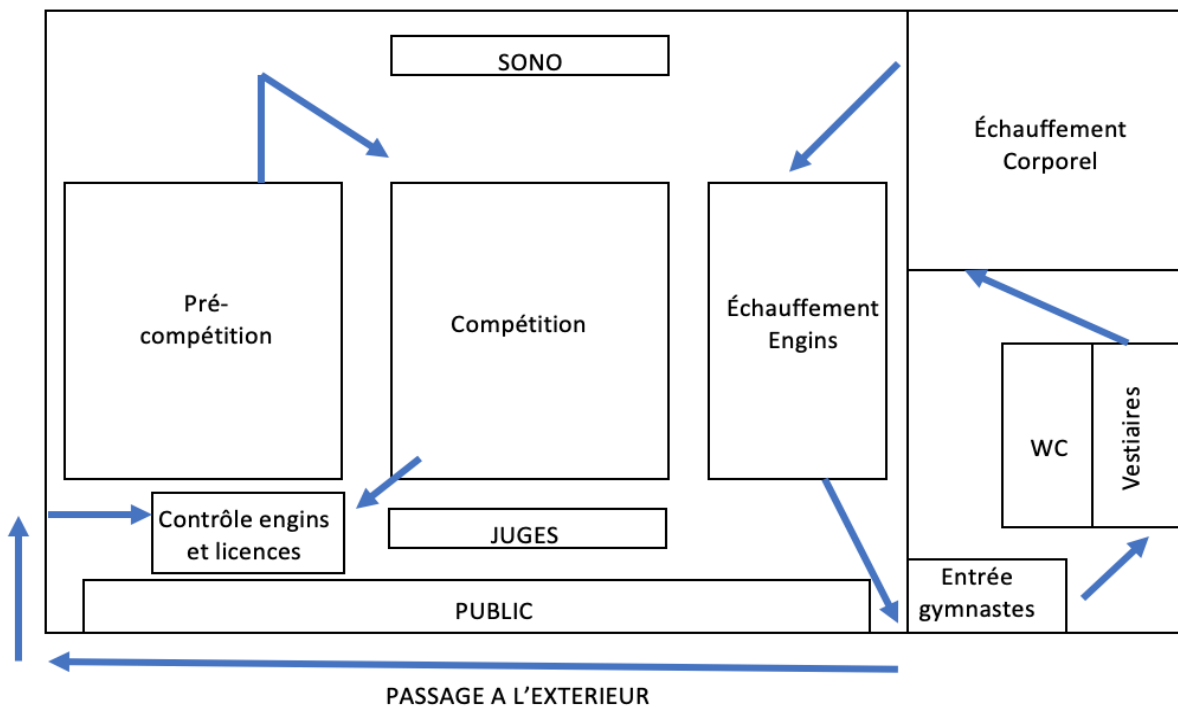 SONO
Échauffement
Corporel
Pré-
compétition
Compétition
Échauffement
Engins
WC
Vestiaires
Contrôle engins
et licences
JUGES
Entrée
gymnastes
PUBLIC
PASSAGE A L’EXTERIEUR